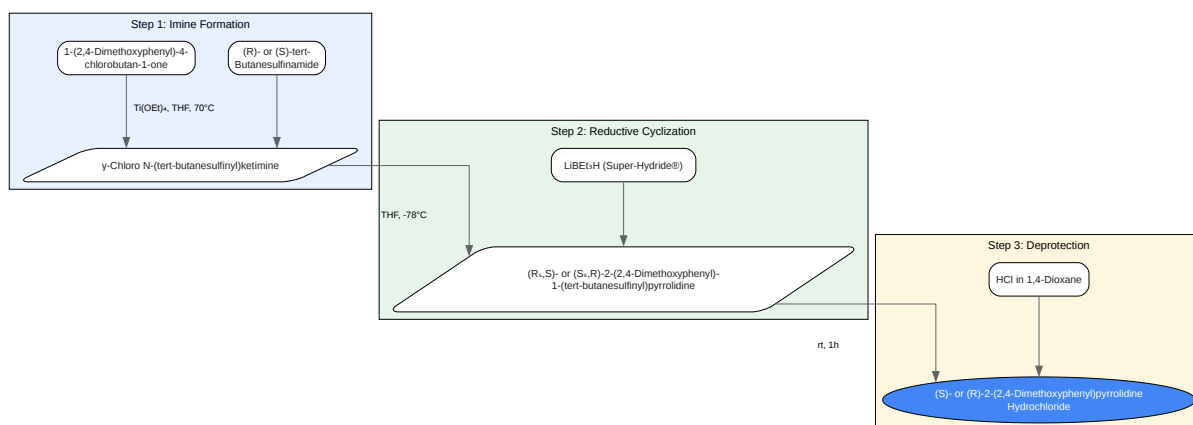 Step 1: Imine Formation
1-(2,4-Dimethoxyphenyl)-4-
chlorobutan-1-one
(R)- or (S)-tert-
Butanesulfinamide
Ti(OEt)₄, THF, 70°C
γ-Chloro N-(tert-butanesulfinyl)ketimine
Step 2: Reductive Cyclization
LiBEt₃H (Super-Hydride®)
THF, -78°C
(Rₛ,S)- or (Sₛ,R)-2-(2,4-Dimethoxyphenyl)-
1-(tert-butanesulfinyl)pyrrolidine
Step 3: Deprotection
HCl in 1,4-Dioxane
rt, 1h
(S)- or (R)-2-(2,4-Dimethoxyphenyl)pyrrolidine
Hydrochloride